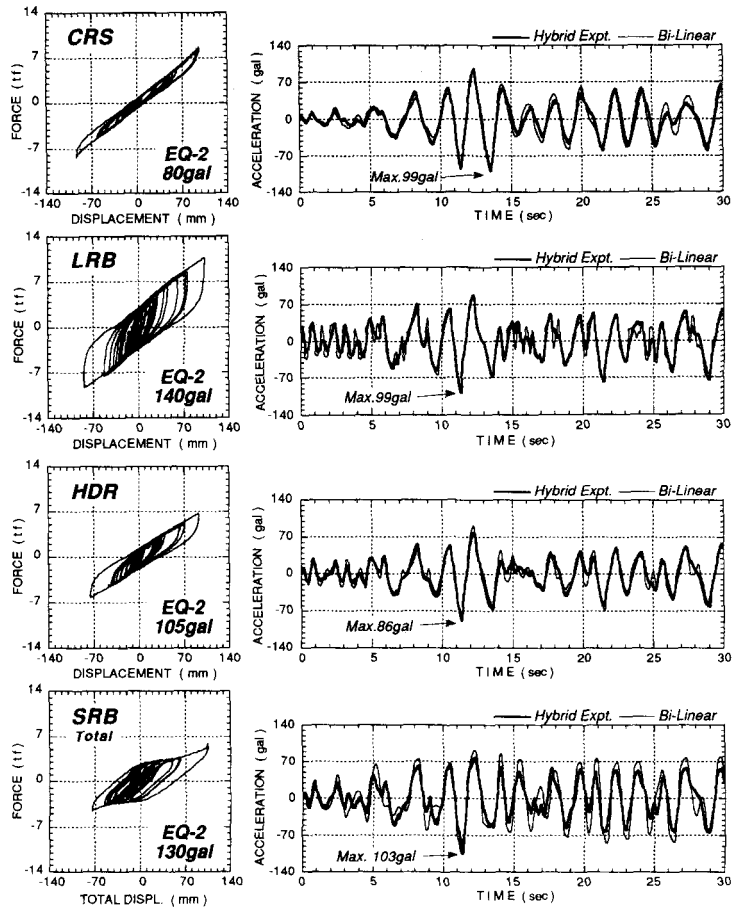 CRS
14
7
0
-7
-14
FORCE (tf)
EQ-2
80gal
-140 -70 0 70 140
DISPLACEMENT (mm)
Hybrid Expt. Bi-Linear
140
70
0
-70
-140
ACCELERATION (gal)
Max.99gal
0 5 10 15 20 25 30
TIME (sec)
LRB
14
7
0
-7
-14
FORCE (tf)
EQ-2
140gal
-140 -70 0 70 140
DISPLACEMENT (mm)
Hybrid Expt. Bi-Linear
140
70
0
-70
-140
ACCELERATION (gal)
Max.99gal
0 5 10 15 20 25 30
TIME (sec)
HDR
14
7
0
-7
-14
FORCE (tf)
EQ-2
105gal
-140 -70 0 70 140
DISPLACEMENT (mm)
Hybrid Expt. Bi-Linear
140
70
0
-70
-140
ACCELERATION (gal)
Max.86gal
0 5 10 15 20 25 30
TIME (sec)
SRB
Total
14
7
0
-7
-14
FORCE (tf)
EQ-2
130gal
-140 -70 0 70 140
TOTAL DISPL. (mm)
Hybrid Expt. Bi-Linear
140
70
0
-70
-140
ACCELERATION (gal)
Max. 103gal
0 5 10 15 20 25 30
TIME (sec)